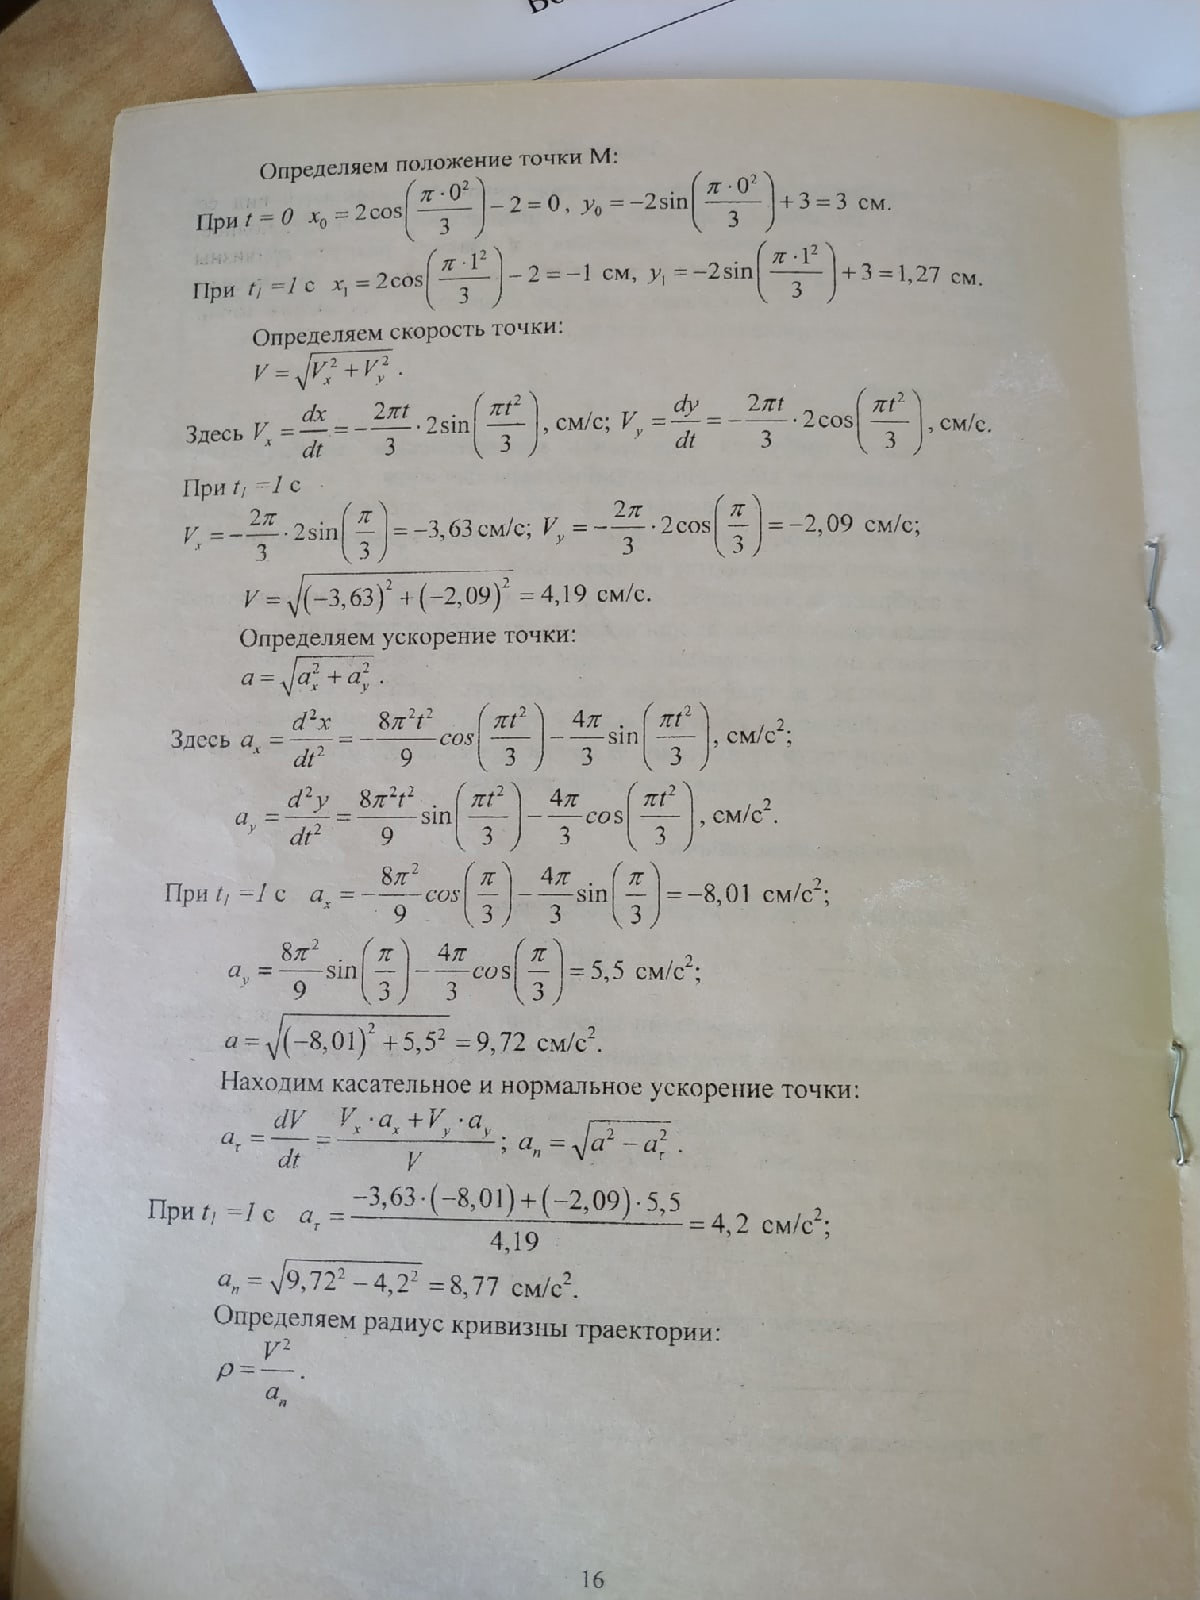 Определяем положение точки М:
При t = 0 x₀ = 2cos(π·0²/3) − 2 = 0, y₀ = −2sin(π·0²/3) + 3 = 3 см.
При t₁ =1 с x₁ = 2cos(π·1²/3) − 2 = −1 см, y₁ = −2sin(π·1²/3) + 3 = 1,27 см.
Определяем скорость точки:
V = √(Vₓ² + V_y²) .
Здесь Vₓ = dx/dt = −2πt/3 · 2sin(πt²/3), см/с; V_y = dy/dt = −2πt/3 · 2cos(πt²/3), см/с.
При t₁ =1 с
Vₓ = −2π/3 · 2sin(π/3) = −3,63 см/с; V_y = −2π/3 · 2cos(π/3) = −2,09 см/с;
V = √((−3,63)² + (−2,09)²) = 4,19 см/с.
Определяем ускорение точки:
a = √(aₓ² + a_y²) .
Здесь aₓ = d²x/dt² = −8π²t²/9 cos(πt²/3) − 4π/3 sin(πt²/3), см/с²;
a_y = d²y/dt² = 8π²t²/9 sin(πt²/3) − 4π/3 cos(πt²/3), см/с².
При t₁ =1 с aₓ = −8π²/9 cos(π/3) − 4π/3 sin(π/3) = −8,01 см/с²;
a_y = 8π²/9 sin(π/3) − 4π/3 cos(π/3) = 5,5 см/с²;
a = √((−8,01)² + 5,5²) = 9,72 см/с².
Находим касательное и нормальное ускорение точки:
a_τ = dV/dt = (Vₓ·aₓ + V_y·a_y)/V ; aₙ = √(a² − a_τ²) .
При t₁ =1 с a_τ = (−3,63·(−8,01) + (−2,09)·5,5)/4,19 = 4,2 см/с²;
aₙ = √(9,72² − 4,2²) = 8,77 см/с².
Определяем радиус кривизны траектории:
ρ = V²/aₙ .
16